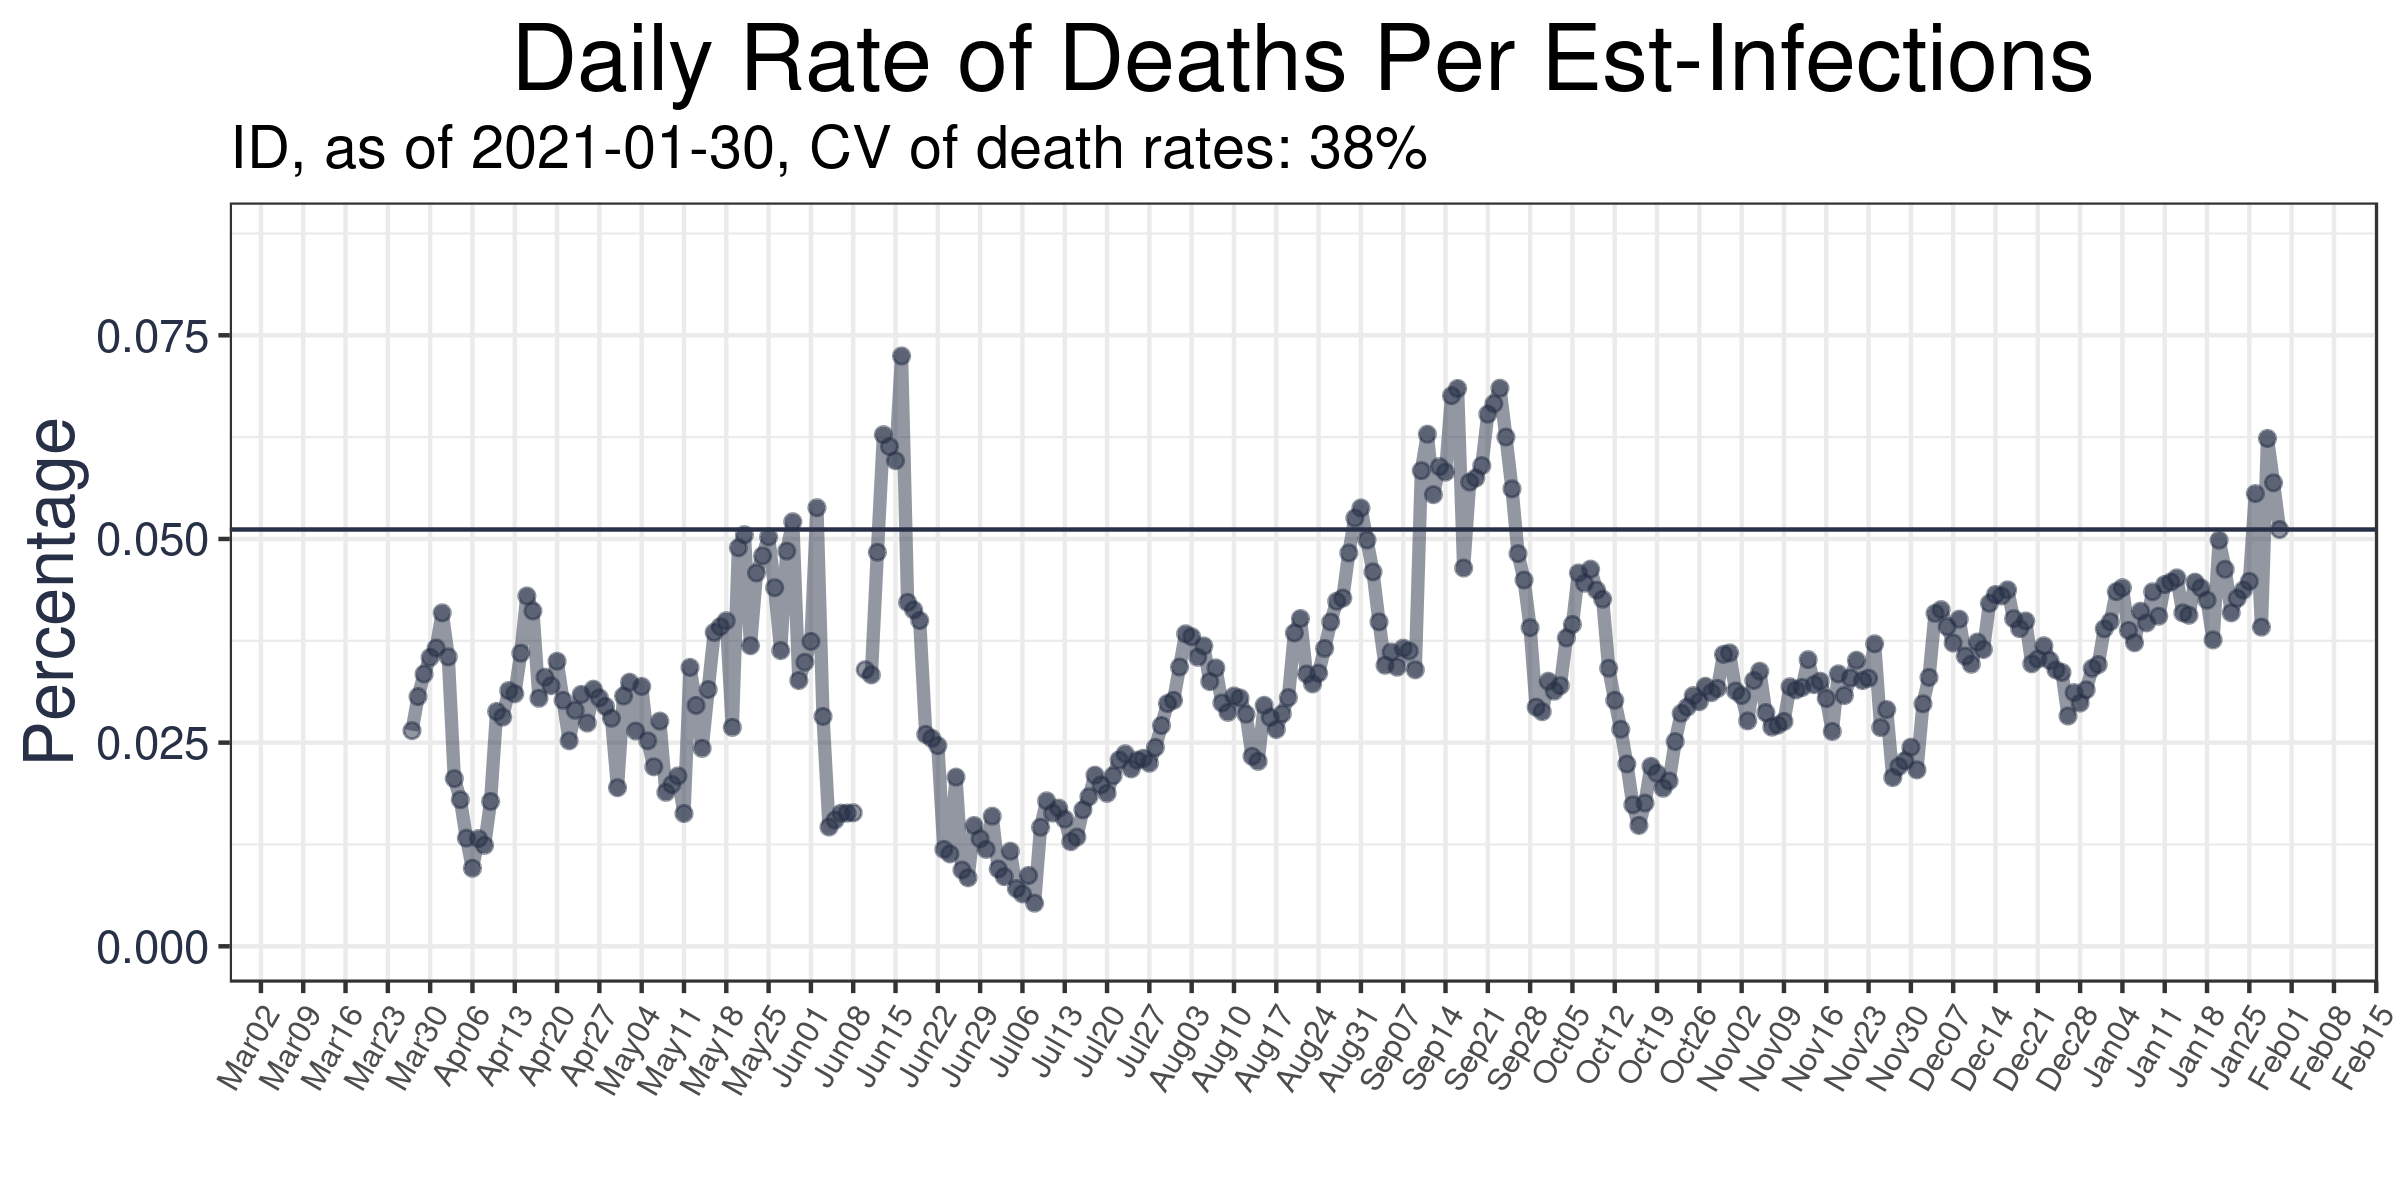 Daily Rate of Deaths Per Est-Infections
ID, as of 2021-01-30, CV of death rates: 38%
Percentage
0.075
0.050
0.025
0.000
Mar02
Mar09
Mar16
Mar23
Mar30
Apr06
Apr13
Apr20
Apr27
May04
May11
May18
May25
Jun01
Jun08
Jun15
Jun22
Jun29
Jul06
Jul13
Jul20
Jul27
Aug03
Aug10
Aug17
Aug24
Aug31
Sep07
Sep14
Sep21
Sep28
Oct05
Oct12
Oct19
Oct26
Nov02
Nov09
Nov16
Nov23
Nov30
Dec07
Dec14
Dec21
Dec28
Jan04
Jan11
Jan18
Jan25
Feb01
Feb08
Feb15